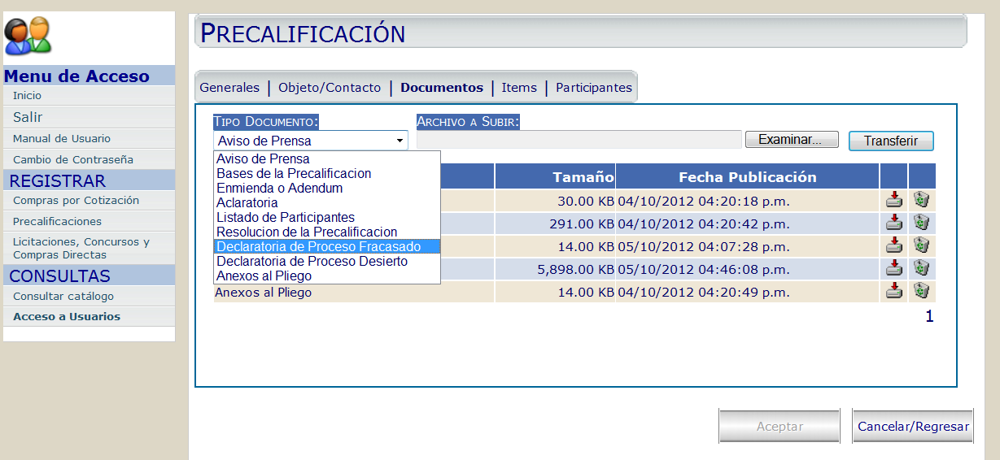 PRECALIFICACIÓN
Menu de Acceso
Inicio
Salir
Manual de Usuario
Cambio de Contraseña
REGISTRAR
Compras por Cotización
Precalificaciones
Licitaciones, Concursos y
Compras Directas
CONSULTAS
Consultar catálogo
Acceso a Usuarios
Generales | Objeto/Contacto | Documentos | Items | Participantes
TIPO DOCUMENTO: ARCHIVO A SUBIR:
Aviso de Prensa Examinar... Transferir
Aviso de Prensa
Bases de la Precalificacion
Enmienda o Adendum
Aclaratoria
Listado de Participantes
Resolucion de la Precalificacion
Declaratoria de Proceso Fracasado
Declaratoria de Proceso Desierto
Anexos al Pliego
Tamaño Fecha Publicación
30.00 KB 04/10/2012 04:20:18 p.m.
291.00 KB 04/10/2012 04:20:42 p.m.
14.00 KB 05/10/2012 04:07:28 p.m.
5,898.00 KB 05/10/2012 04:46:08 p.m.
Anexos al Pliego 14.00 KB 04/10/2012 04:20:49 p.m.
1
Aceptar Cancelar/Regresar